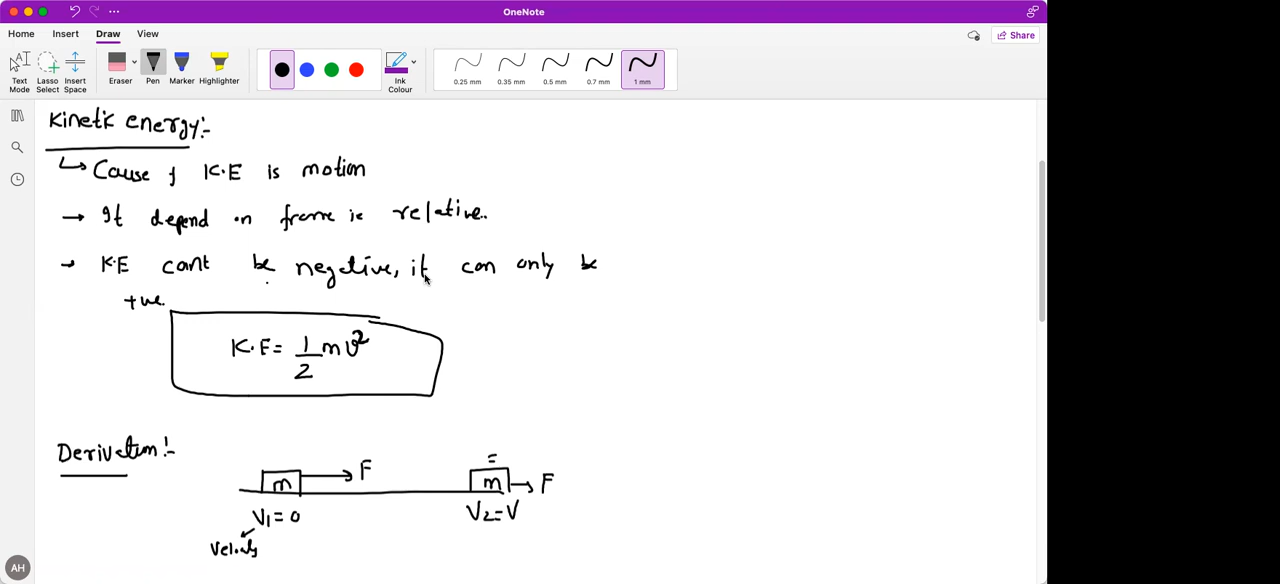 OneNote
Home Insert Draw View
Share
Text Mode
Lasso Select
Insert Space
Eraser
Pen
Marker
Highlighter
Ink Colour
0.25 mm
0.35 mm
0.5 mm
0.7 mm
1 mm
Kinetic energy:-
↳ Cause of K.E is motion
→ It depend on frame ie relative..
→ K.E cant be negative, it can only be
+ve.
K.E = 1/2 mv²
Derivation:-
m → F
= m → F
V1 = 0
V2 = V
Velocity
AH